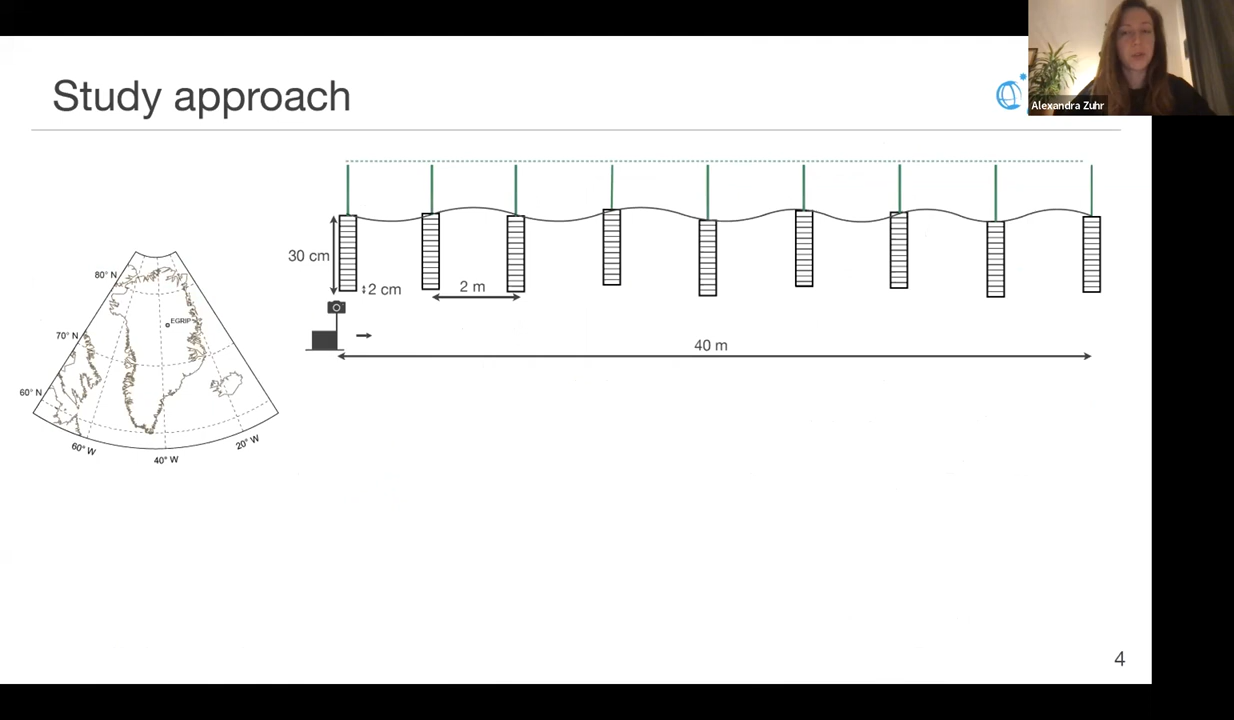 Study approach
Alexandra Zuhr
30 cm
2 cm
2 m
40 m
80° N
70° N
60° N
EGRIP
60° W
40° W
20° W
4